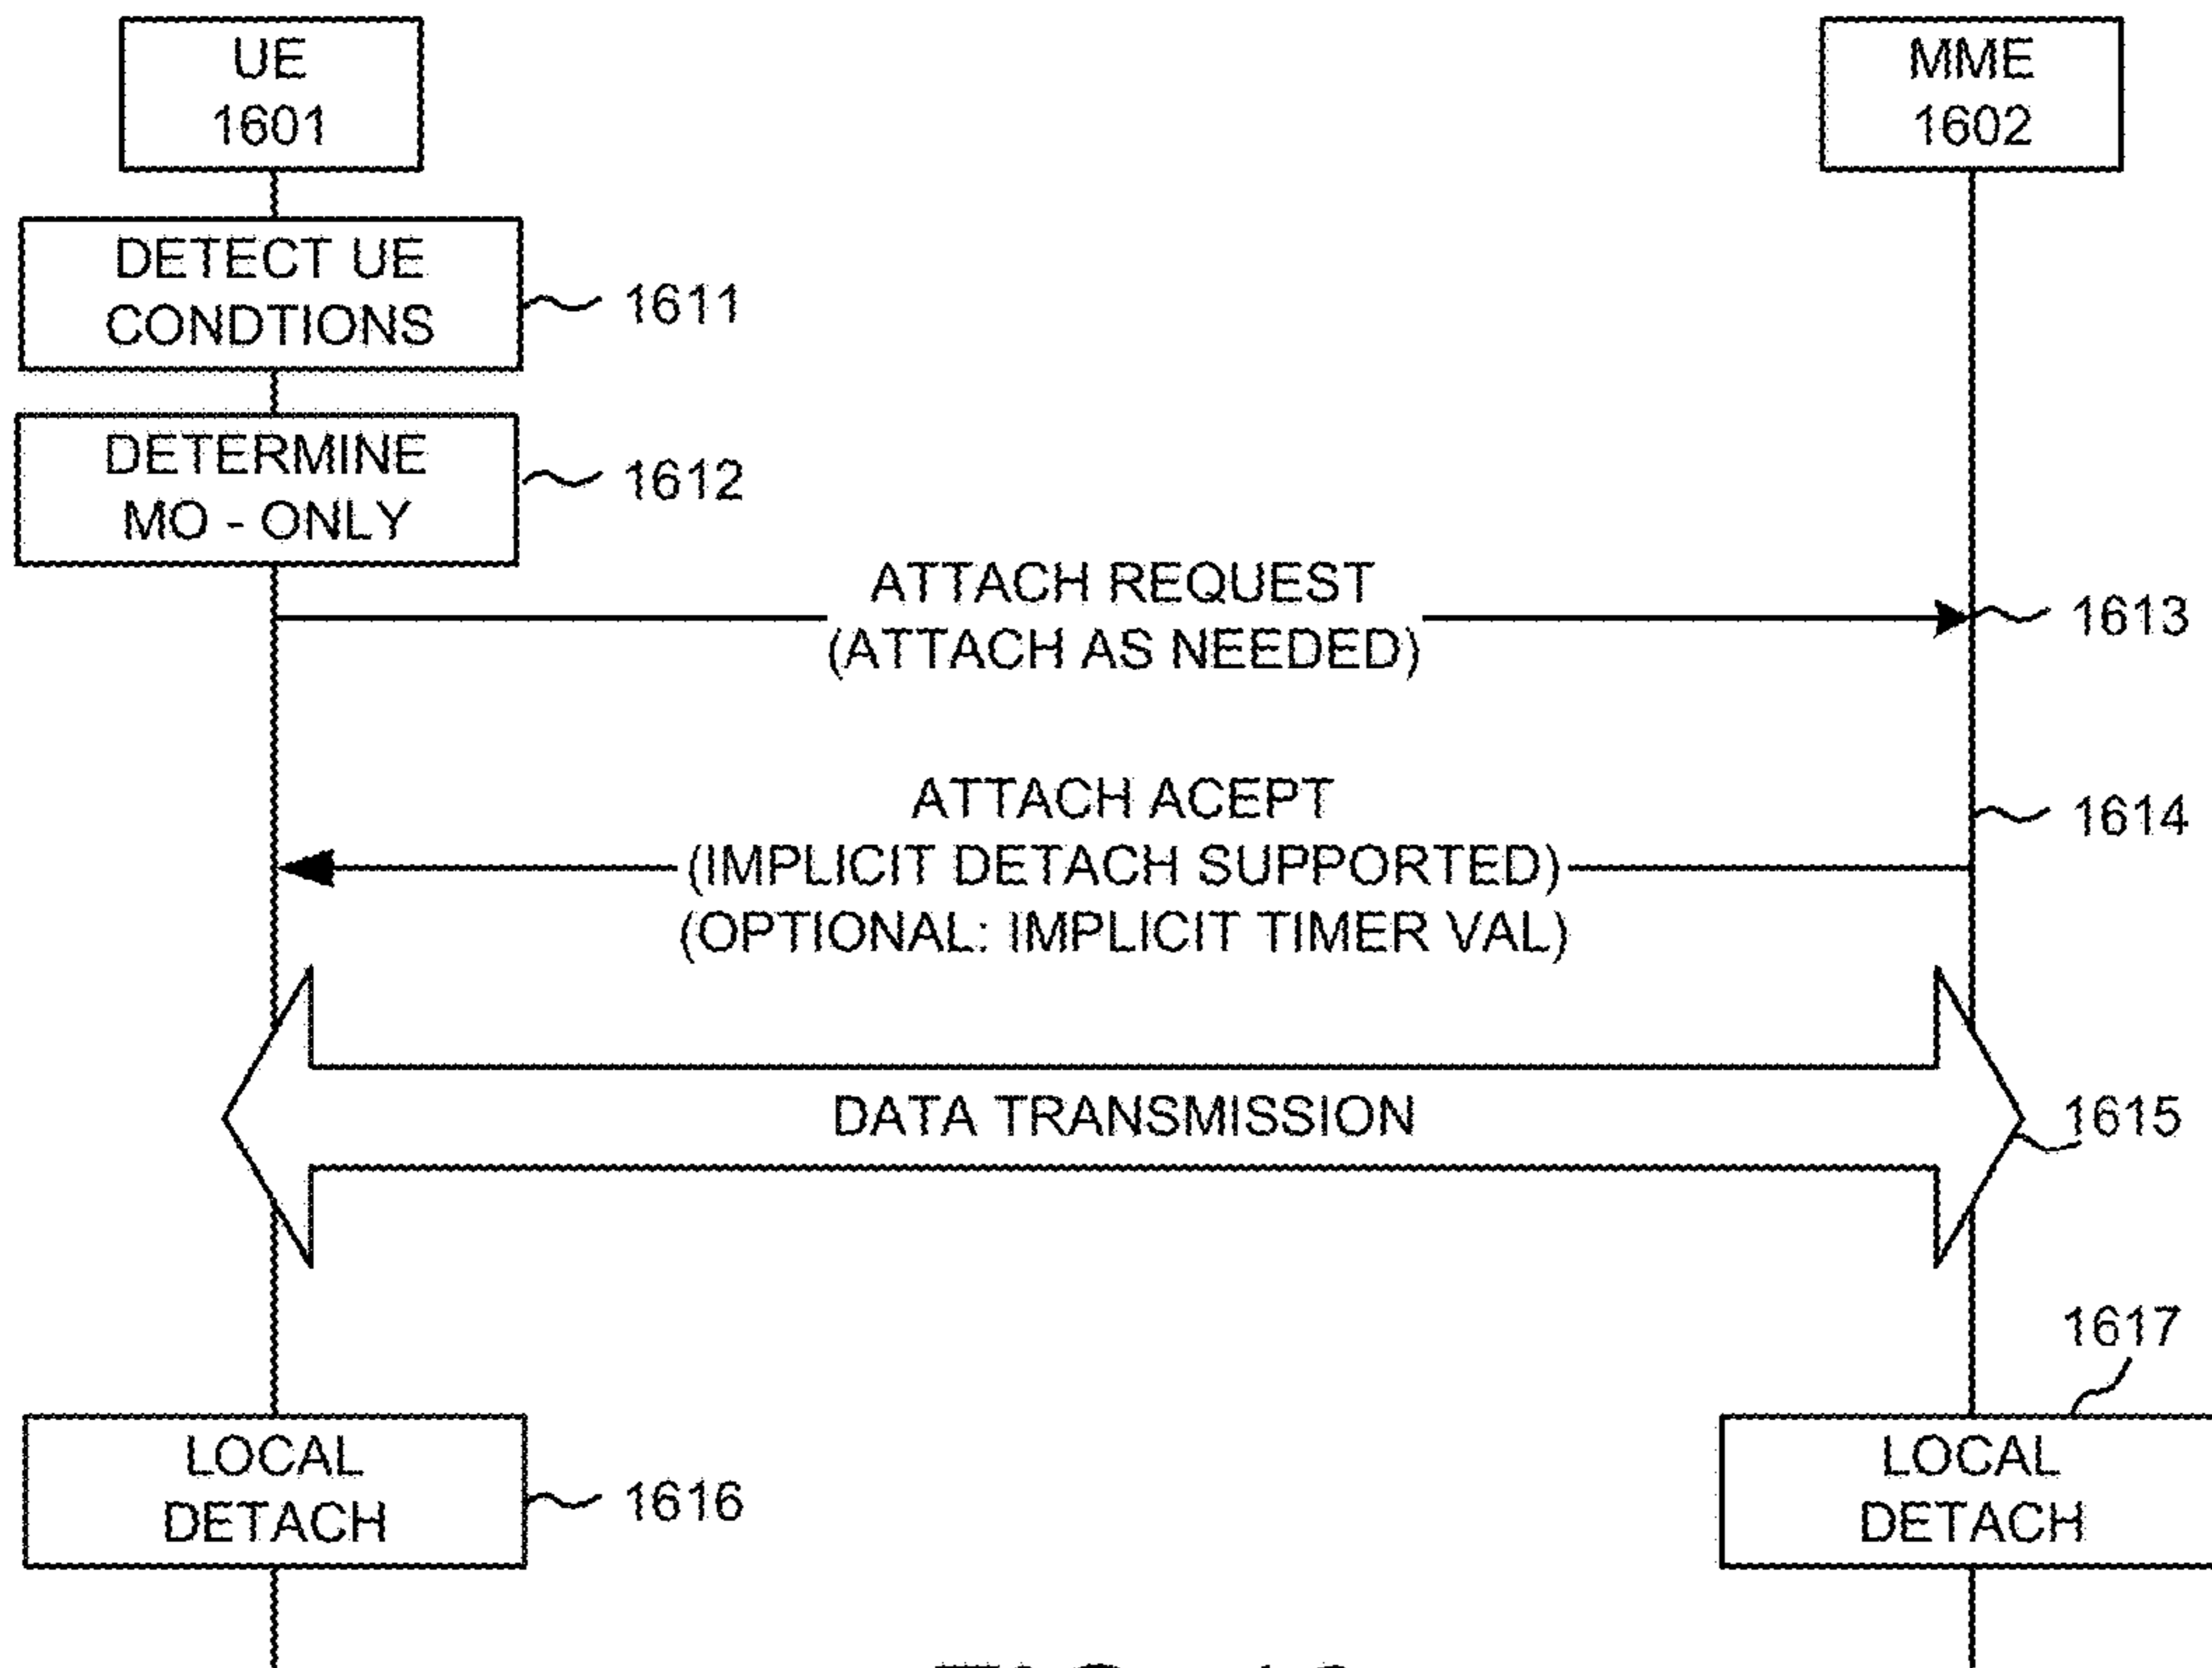 UE
1601
MME
1602
DETECT UE
CONDTIONS
1611
DETERMINE
MO - ONLY
1612
ATTACH REQUEST
(ATTACH AS NEEDED)
1613
ATTACH ACEPT
(IMPLICIT DETACH SUPPORTED)
(OPTIONAL: IMPLICIT TIMER VAL)
1614
DATA TRANSMISSION
1615
1617
LOCAL
DETACH
1616
LOCAL
DETACH